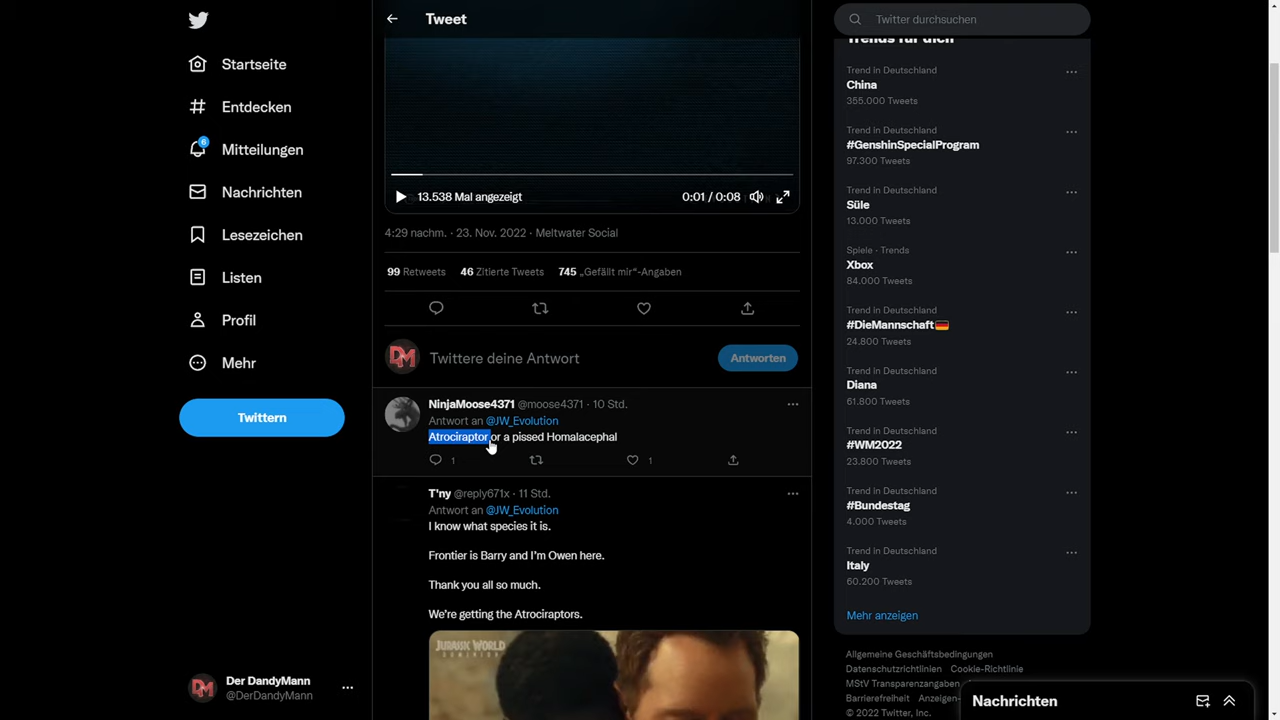 Startseite
Entdecken
6
Mitteilungen
Nachrichten
Lesezeichen
Listen
Profil
Mehr
Twittern
Der DandyMann
@DerDandyMann
Tweet
13.538 Mal angezeigt
0:01 / 0:08
4:29 nachm. · 23. Nov. 2022 · Meltwater Social
99 Retweets 46 Zitierte Tweets 745 „Gefällt mir“-Angaben
DM
Twittere deine Antwort
Antworten
NinjaMoose4371 @moose4371 · 10 Std.
Antwort an @JW_Evolution
Atrociraptor or a pissed Homalacephal
1 1
T'ny @reply671x · 11 Std.
Antwort an @JW_Evolution
I know what species it is.
Frontier is Barry and I'm Owen here.
Thank you all so much.
We're getting the Atrociraptors.
JURASSIC WORLD
DOMINION
Twitter durchsuchen
Trends für dich
Trend in Deutschland
China
355.000 Tweets
Trend in Deutschland
#GenshinSpecialProgram
97.300 Tweets
Trend in Deutschland
Süle
13.000 Tweets
Spiele · Trends
Xbox
84.000 Tweets
Trend in Deutschland
#DieMannschaft
24.800 Tweets
Trend in Deutschland
Diana
61.800 Tweets
Trend in Deutschland
#WM2022
23.800 Tweets
Trend in Deutschland
#Bundestag
4.000 Tweets
Trend in Deutschland
Italy
60.200 Tweets
Mehr anzeigen
Allgemeine Geschäftsbedingungen
Datenschutzrichtlinien Cookie-Richtlinie
MStV Transparenzangaben
Barrierefreiheit Anzeigen-
© 2022 Twitter, Inc.
Nachrichten